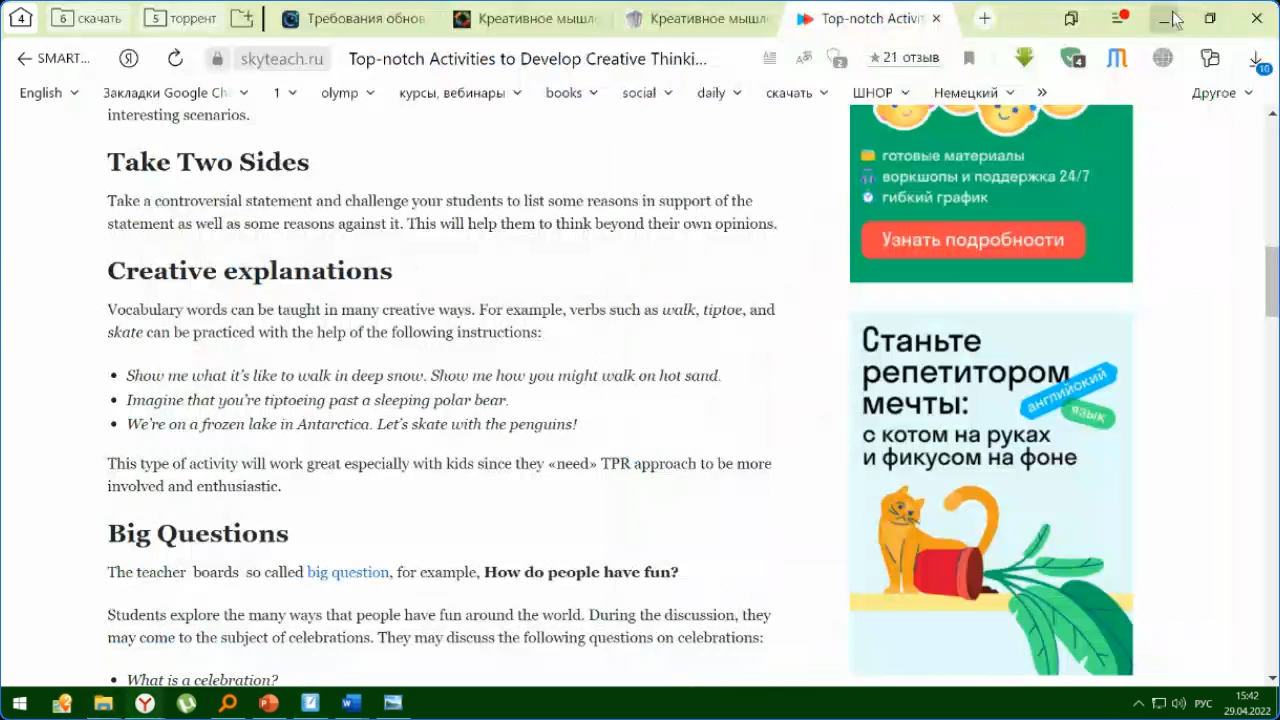 4
6
скачать
5
торрент
Требования обнов
Креативное мышл
Креативное мышл
Top-notch Activi
SMART...
Я
skyteach.ru
Top-notch Activities to Develop Creative Thinki...
2
★ 21 отзыв
4
10
English
Закладки Google Ch
1
olymp
курсы, вебинары
books
social
daily
скачать
ШНОР
Немецкий
»
Другое
interesting scenarios.
Take Two Sides
Take a controversial statement and challenge your students to list some reasons in support of the
statement as well as some reasons against it. This will help them to think beyond their own opinions.
Creative explanations
Vocabulary words can be taught in many creative ways. For example, verbs such as walk, tiptoe, and
skate can be practiced with the help of the following instructions:
• Show me what it's like to walk in deep snow. Show me how you might walk on hot sand.
• Imagine that you're tiptoeing past a sleeping polar bear.
• We're on a frozen lake in Antarctica. Let's skate with the penguins!
This type of activity will work great especially with kids since they «need» TPR approach to be more
involved and enthusiastic.
Big Questions
The teacher boards so called big question, for example, How do people have fun?
Students explore the many ways that people have fun around the world. During the discussion, they
may come to the subject of celebrations. They may discuss the following questions on celebrations:
• What is a celebration?
готовые материалы
воркшопы и поддержка 24/7
гибкий график
Узнать подробности
Станьте
репетитором
мечты:
английский
язык
с котом на руках
и фикусом на фоне
РУС
15:42
29.04.2022